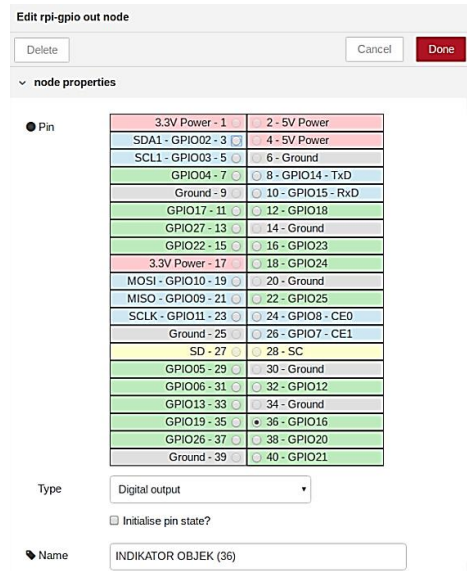 Edit rpi-gpio out node
Delete Cancel Done
node properties
Pin
3.3V Power - 1 2 - 5V Power
SDA1 - GPIO02 - 3 4 - 5V Power
SCL1 - GPIO03 - 5 6 - Ground
GPIO04 - 7 8 - GPIO14 - TxD
Ground - 9 10 - GPIO15 - RxD
GPIO17 - 11 12 - GPIO18
GPIO27 - 13 14 - Ground
GPIO22 - 15 16 - GPIO23
3.3V Power - 17 18 - GPIO24
MOSI - GPIO10 - 19 20 - Ground
MISO - GPIO09 - 21 22 - GPIO25
SCLK - GPIO11 - 23 24 - GPIO8 - CE0
Ground - 25 26 - GPIO7 - CE1
SD - 27 28 - SC
GPIO05 - 29 30 - Ground
GPIO06 - 31 32 - GPIO12
GPIO13 - 33 34 - Ground
GPIO19 - 35 36 - GPIO16
GPIO26 - 37 38 - GPIO20
Ground - 39 40 - GPIO21
Type Digital output
Initialise pin state?
Name INDIKATOR OBJEK (36)